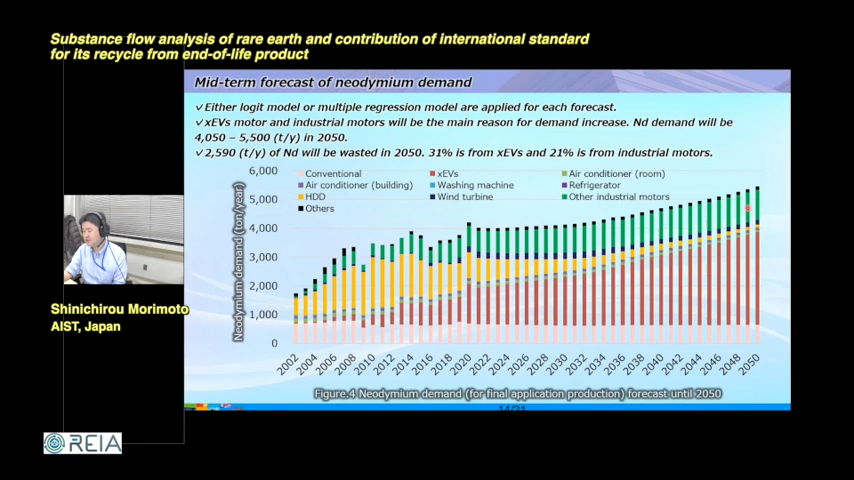 Substance flow analysis of rare earth and contribution of international standard
for its recycle from end-of-life product
Mid-term forecast of neodymium demand
✓Either logit model or multiple regression model are applied for each forecast.
✓xEVs motor and industrial motors will be the main reason for demand increase. Nd demand will be
4,050 – 5,500 (t/y) in 2050.
✓2,590 (t/y) of Nd will be wasted in 2050. 31% is from xEVs and 21% is from industrial motors.
Neodymium demand (ton/year)
6,000
5,000
4,000
3,000
2,000
1,000
0
Conventional xEVs Air conditioner (room)
Air conditioner (building) Washing machine Refrigerator
HDD Wind turbine Other industrial motors
Others
2002 2004 2006 2008 2010 2012 2014 2016 2018 2020 2022 2024 2026 2028 2030 2032 2034 2036 2038 2040 2042 2044 2046 2048 2050
Figure.4 Neodymium demand (for final application production) forecast until 2050
14/21
Shinichirou Morimoto
AIST, Japan
REIA